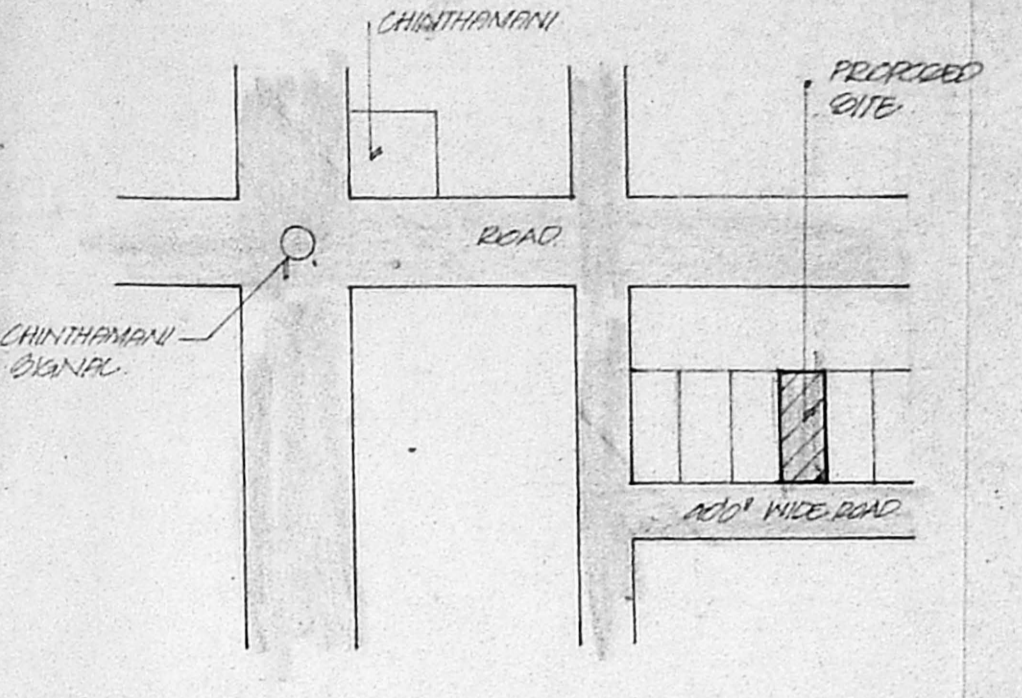 CHINTHAMANI
PROPOSED
SITE
ROAD
CHINTHAMANI
SIGNAL
WIDE ROAD